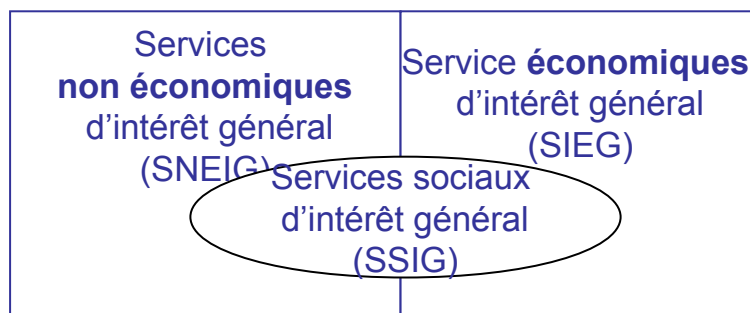 Services
non économiques
d’intérêt général
(SNEIG)
Service économiques
d’intérêt général
(SIEG)
Services sociaux
d’intérêt général
(SSIG)